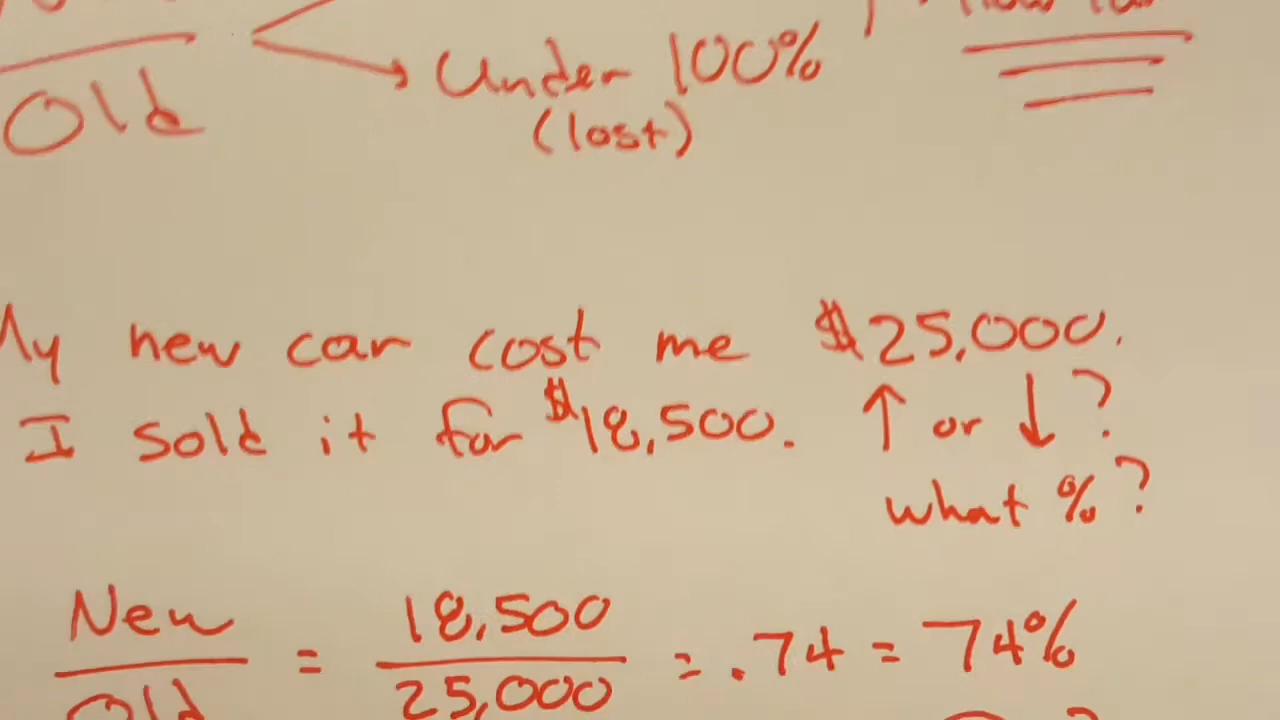 Old
Under 100%
(lost)
My new car cost me $25,000.
I sold it for $18,500. ↑ or ↓ ?
what % ?
New = 18,500 = .74 = 74%
Old 25,000